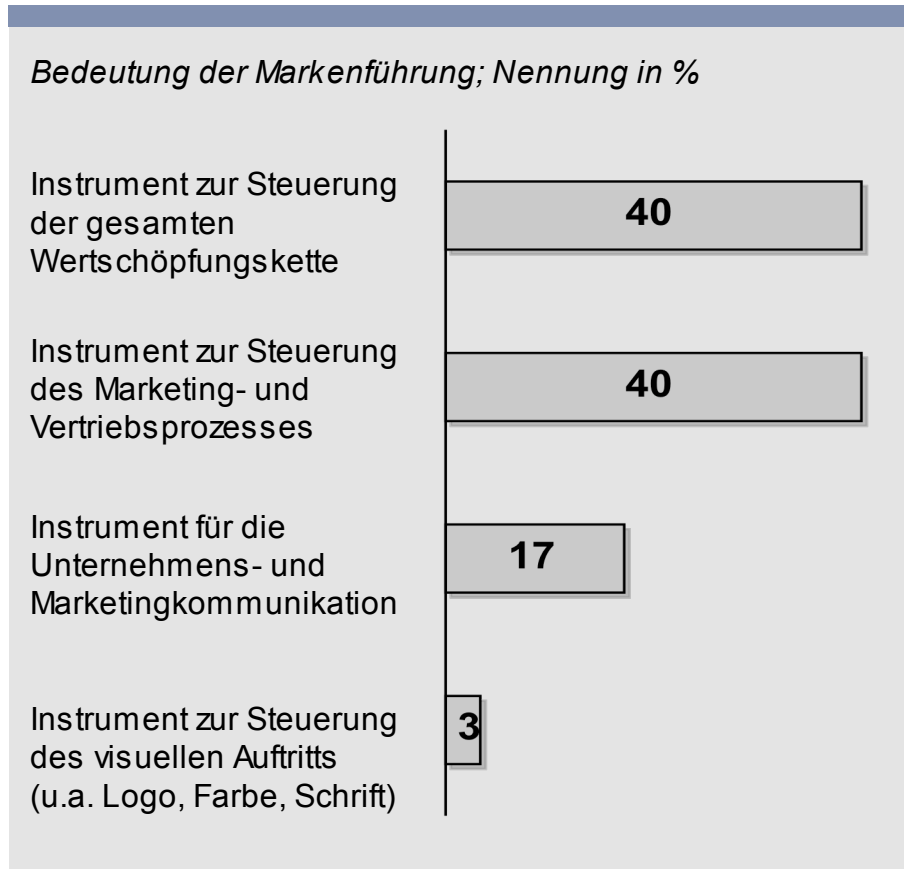 Bedeutung der Markenführung; Nennung in %
Instrument zur Steuerung
der gesamten
Wertschöpfungskette
40
Instrument zur Steuerung
des Marketing- und
Vertriebsprozesses
40
Instrument für die
Unternehmens- und
Marketingkommunikation
17
Instrument zur Steuerung
des visuellen Auftritts
(u.a. Logo, Farbe, Schrift)
3